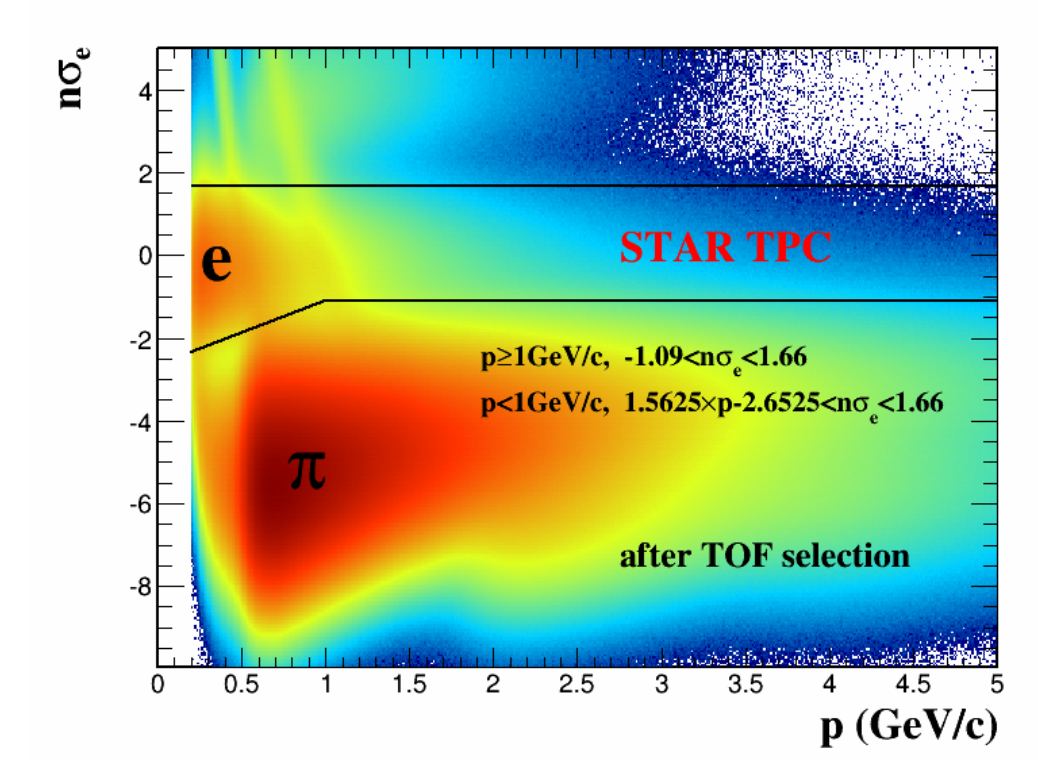 nσe
4
2
0
-2
-4
-6
-8
e
STAR TPC
p≥1GeV/c, -1.09<nσe<1.66
p<1GeV/c, 1.5625×p-2.6525<nσe<1.66
π
after TOF selection
0 0.5 1 1.5 2 2.5 3 3.5 4 4.5 5
p (GeV/c)